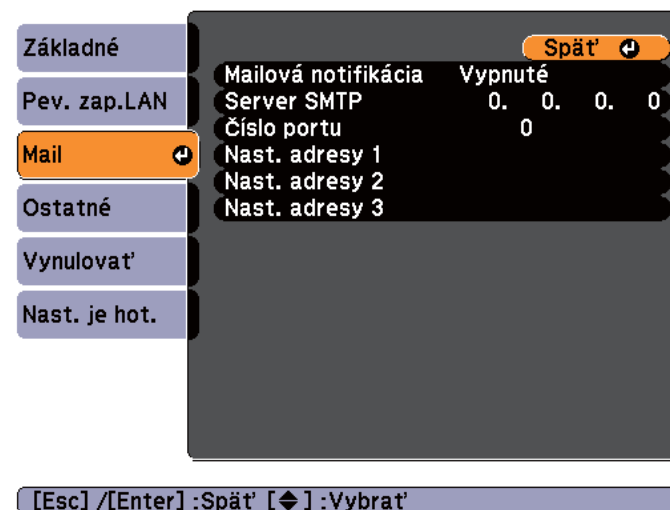 Základné
Pev. zap.LAN
Mail
Ostatné
Vynulovať
Nast. je hot.
Späť
Mailová notifikácia Vypnuté
Server SMTP 0. 0. 0. 0
Číslo portu 0
Nast. adresy 1
Nast. adresy 2
Nast. adresy 3
[Esc] /[Enter] :Späť [◆] :Vybrať